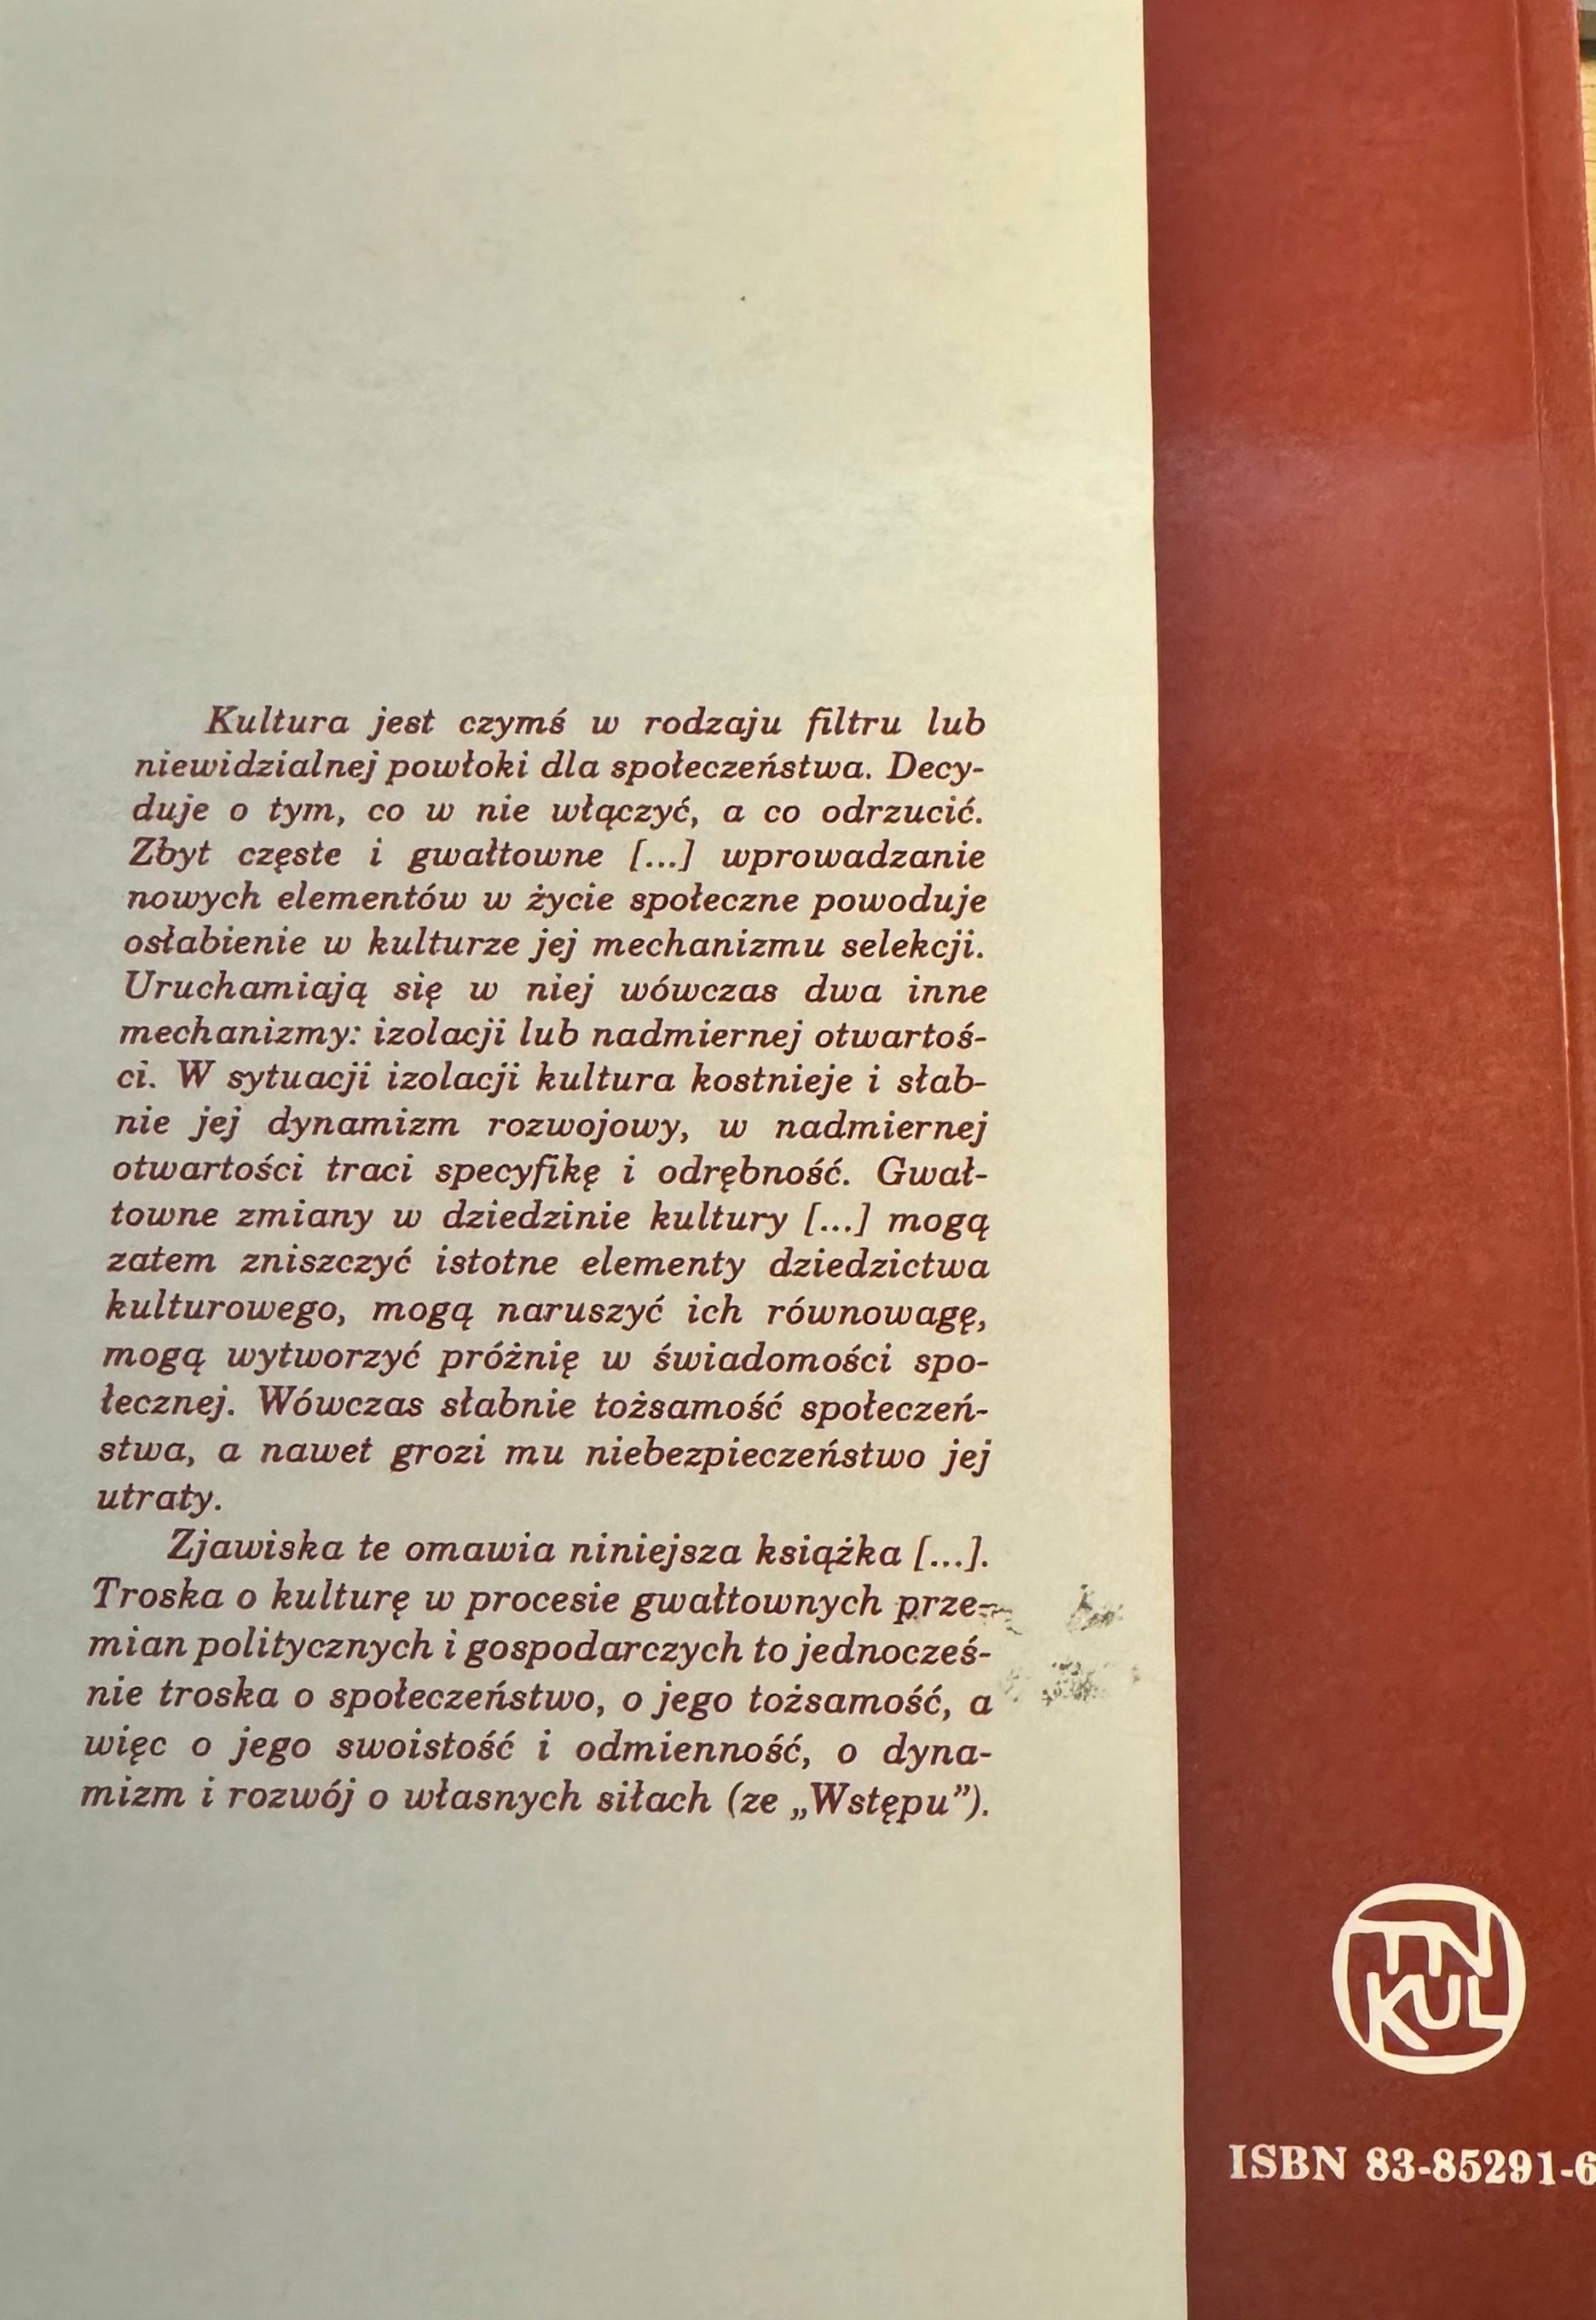 Kultura jest czymś w rodzaju filtru lub
niewidzialnej powłoki dla społeczeństwa. Decy-
duje o tym, co w nie włączyć, a co odrzucić.
Zbyt częste i gwałtowne [...] wprowadzanie
nowych elementów w życie społeczne powoduje
osłabienie w kulturze jej mechanizmu selekcji.
Uruchamiają się w niej wówczas dwa inne
mechanizmy: izolacji lub nadmiernej otwartoś-
ci. W sytuacji izolacji kultura kostnieje i słab-
nie jej dynamizm rozwojowy, w nadmiernej
otwartości traci specyfikę i odrębność. Gwał-
towne zmiany w dziedzinie kultury [...] mogą
zatem zniszczyć istotne elementy dziedzictwa
kulturowego, mogą naruszyć ich równowagę,
mogą wytworzyć próżnię w świadomości spo-
łecznej. Wówczas słabnie tożsamość społeczeń-
stwa, a nawet grozi mu niebezpieczeństwo jej
utraty.
Zjawiska te omawia niniejsza książka [...].
Troska o kulturę w procesie gwałtownych prze-
mian politycznych i gospodarczych to jednocześ-
nie troska o społeczeństwo, o jego tożsamość, a
więc o jego swoistość i odmienność, o dyna-
mizm i rozwój o własnych siłach (ze „Wstępu”).
TN
KUL
ISBN 83-85291-6